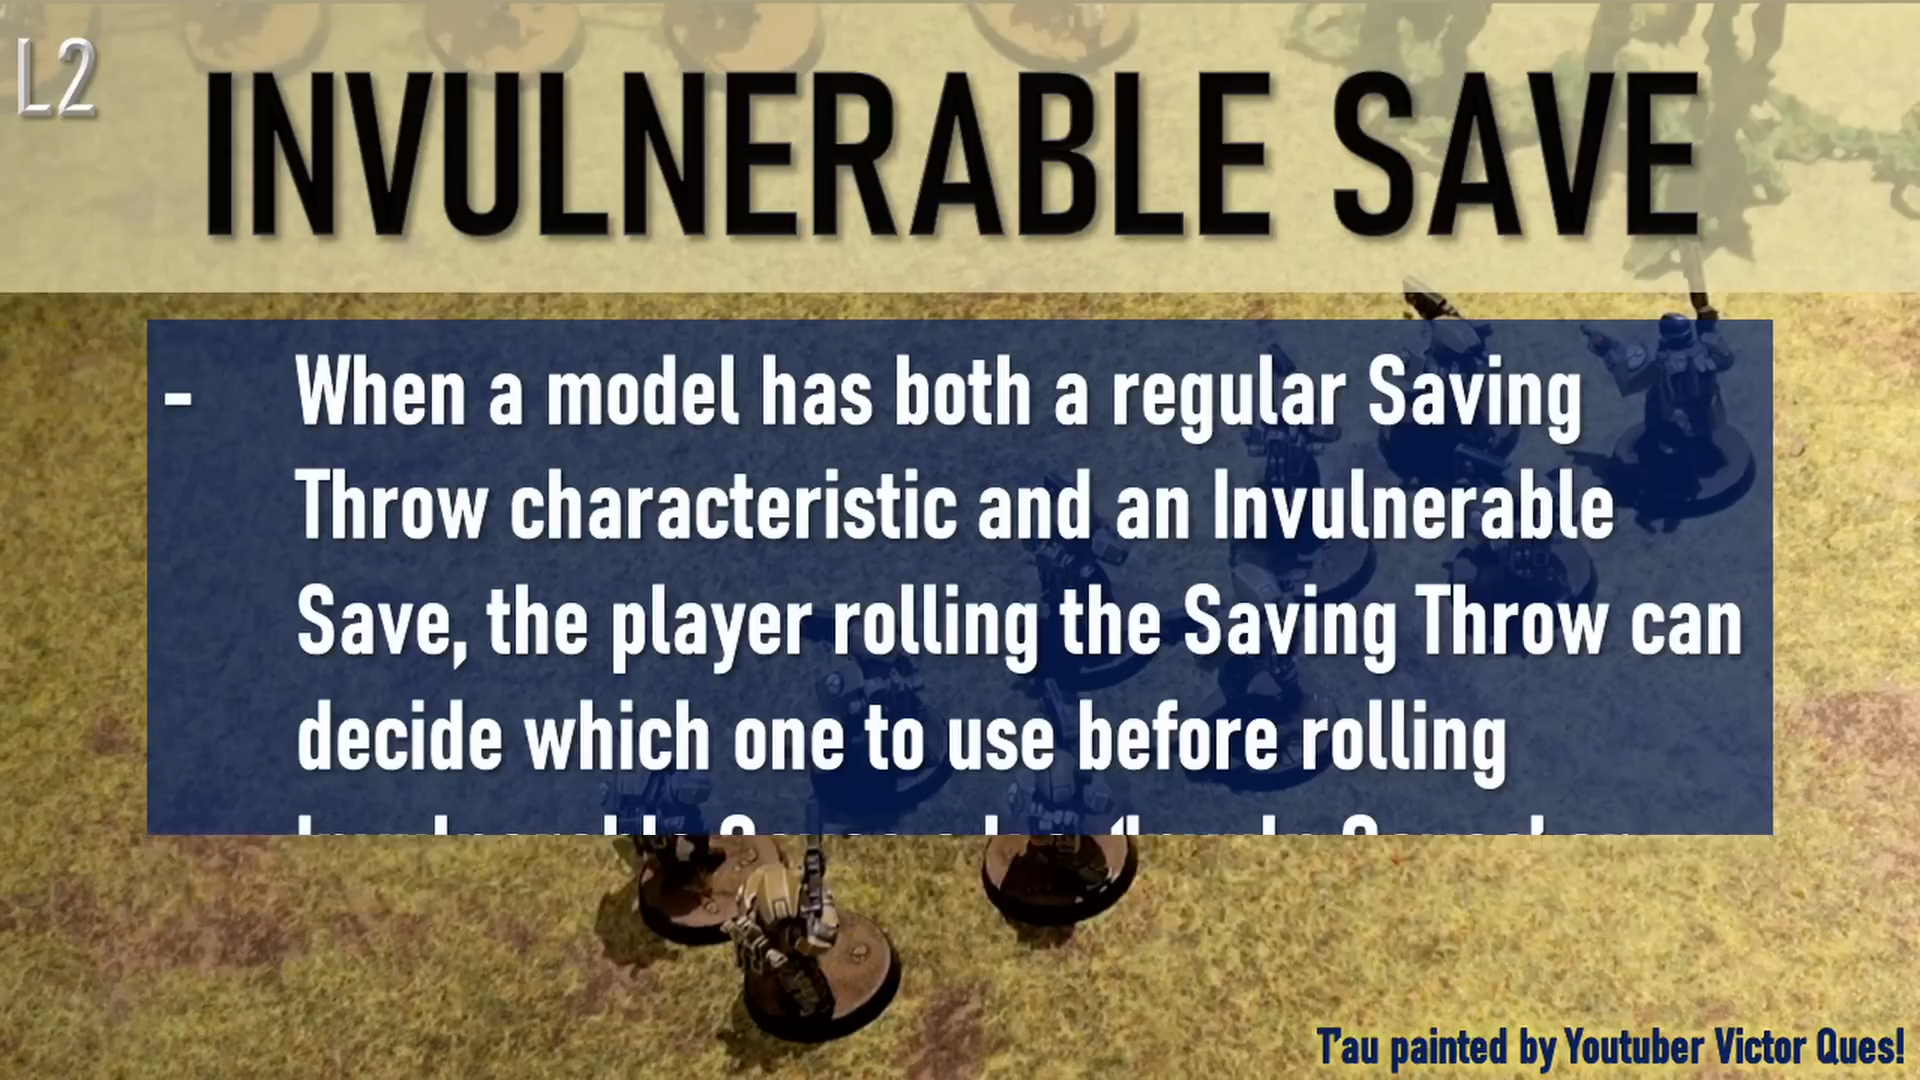 L2
INVULNERABLE SAVE
- When a model has both a regular Saving
Throw characteristic and an Invulnerable
Save, the player rolling the Saving Throw can
decide which one to use before rolling
T'au painted by Youtuber Victor Ques!